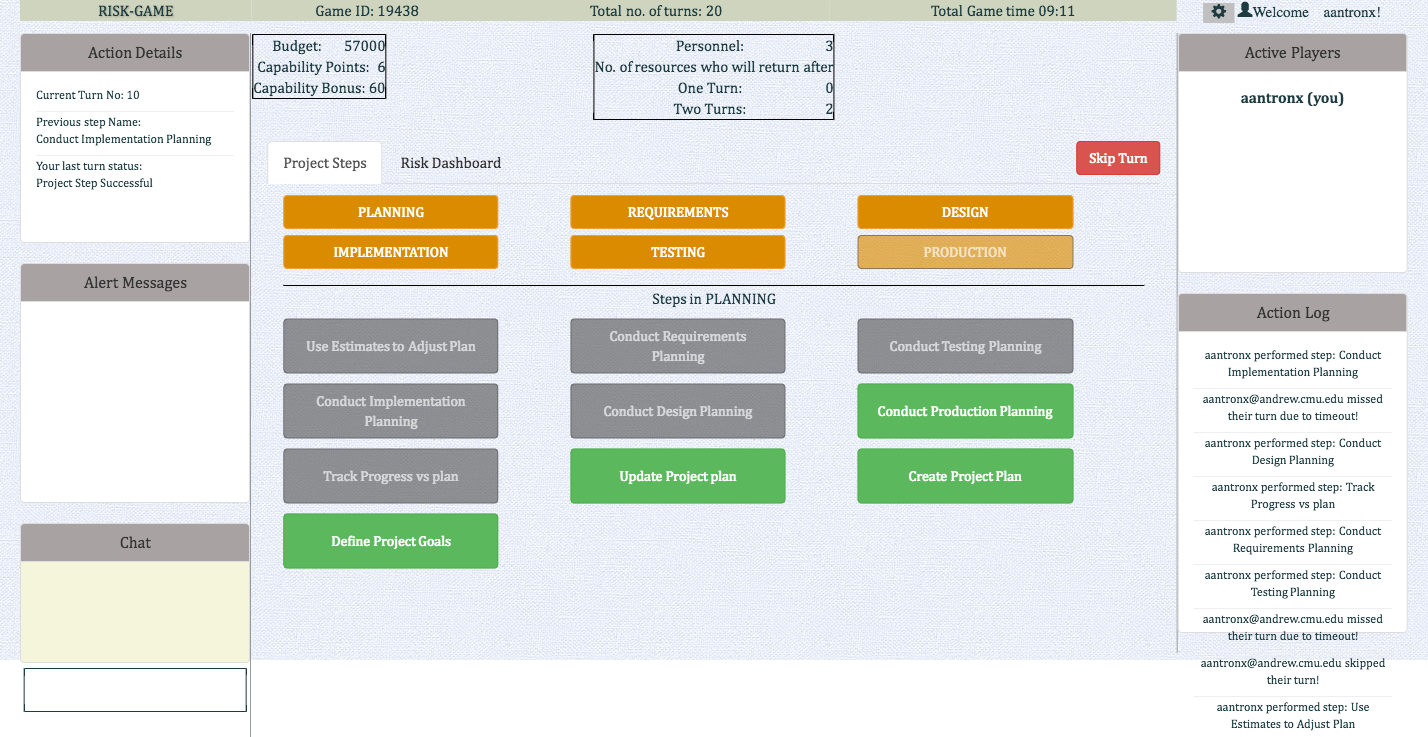 RISK-GAME
Game ID: 19438
Total no. of turns: 20
Total Game time 09:11
Welcome aantronx!
Action Details
Current Turn No: 10
Previous step Name:
Conduct Implementation Planning
Your last turn status:
Project Step Successful
Alert Messages
Chat
Budget: 57000
Capability Points: 6
Capability Bonus: 60
Personnel: 3
No. of resources who will return after
One Turn: 0
Two Turns: 2
Project Steps
Risk Dashboard
Skip Turn
PLANNING
REQUIREMENTS
DESIGN
IMPLEMENTATION
TESTING
PRODUCTION
Steps in PLANNING
Use Estimates to Adjust Plan
Conduct Requirements
Planning
Conduct Testing Planning
Conduct Implementation
Planning
Conduct Design Planning
Conduct Production Planning
Track Progress vs plan
Update Project plan
Create Project Plan
Define Project Goals
Active Players
aantronx (you)
Action Log
aantronx performed step: Conduct
Implementation Planning
aantronx@andrew.cmu.edu missed
their turn due to timeout!
aantronx performed step: Conduct
Design Planning
aantronx performed step: Track
Progress vs plan
aantronx performed step: Conduct
Requirements Planning
aantronx performed step: Conduct
Testing Planning
aantronx@andrew.cmu.edu missed
their turn due to timeout!
aantronx@andrew.cmu.edu skipped
their turn!
aantronx performed step: Use
Estimates to Adjust Plan